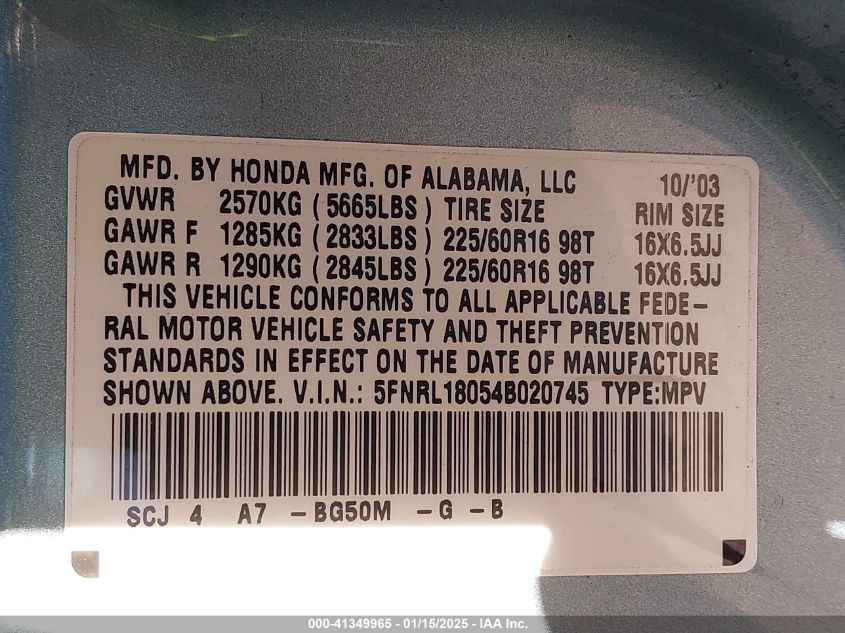 MFD. BY HONDA MFG. OF ALABAMA, LLC 10/'03
GVWR 2570KG ( 5665LBS ) TIRE SIZE RIM SIZE
GAWR F 1285KG ( 2833LBS ) 225/60R16 98T 16X6.5JJ
GAWR R 1290KG ( 2845LBS ) 225/60R16 98T 16X6.5JJ
THIS VEHICLE CONFORMS TO ALL APPLICABLE FEDE-
RAL MOTOR VEHICLE SAFETY AND THEFT PREVENTION
STANDARDS IN EFFECT ON THE DATE OF MANUFACTURE
SHOWN ABOVE. V.I.N.: 5FNRL18054B020745 TYPE:MPV
SCJ 4 A7 -BG50M -G -B
000-41349965 - 01/15/2025 - IAA Inc.